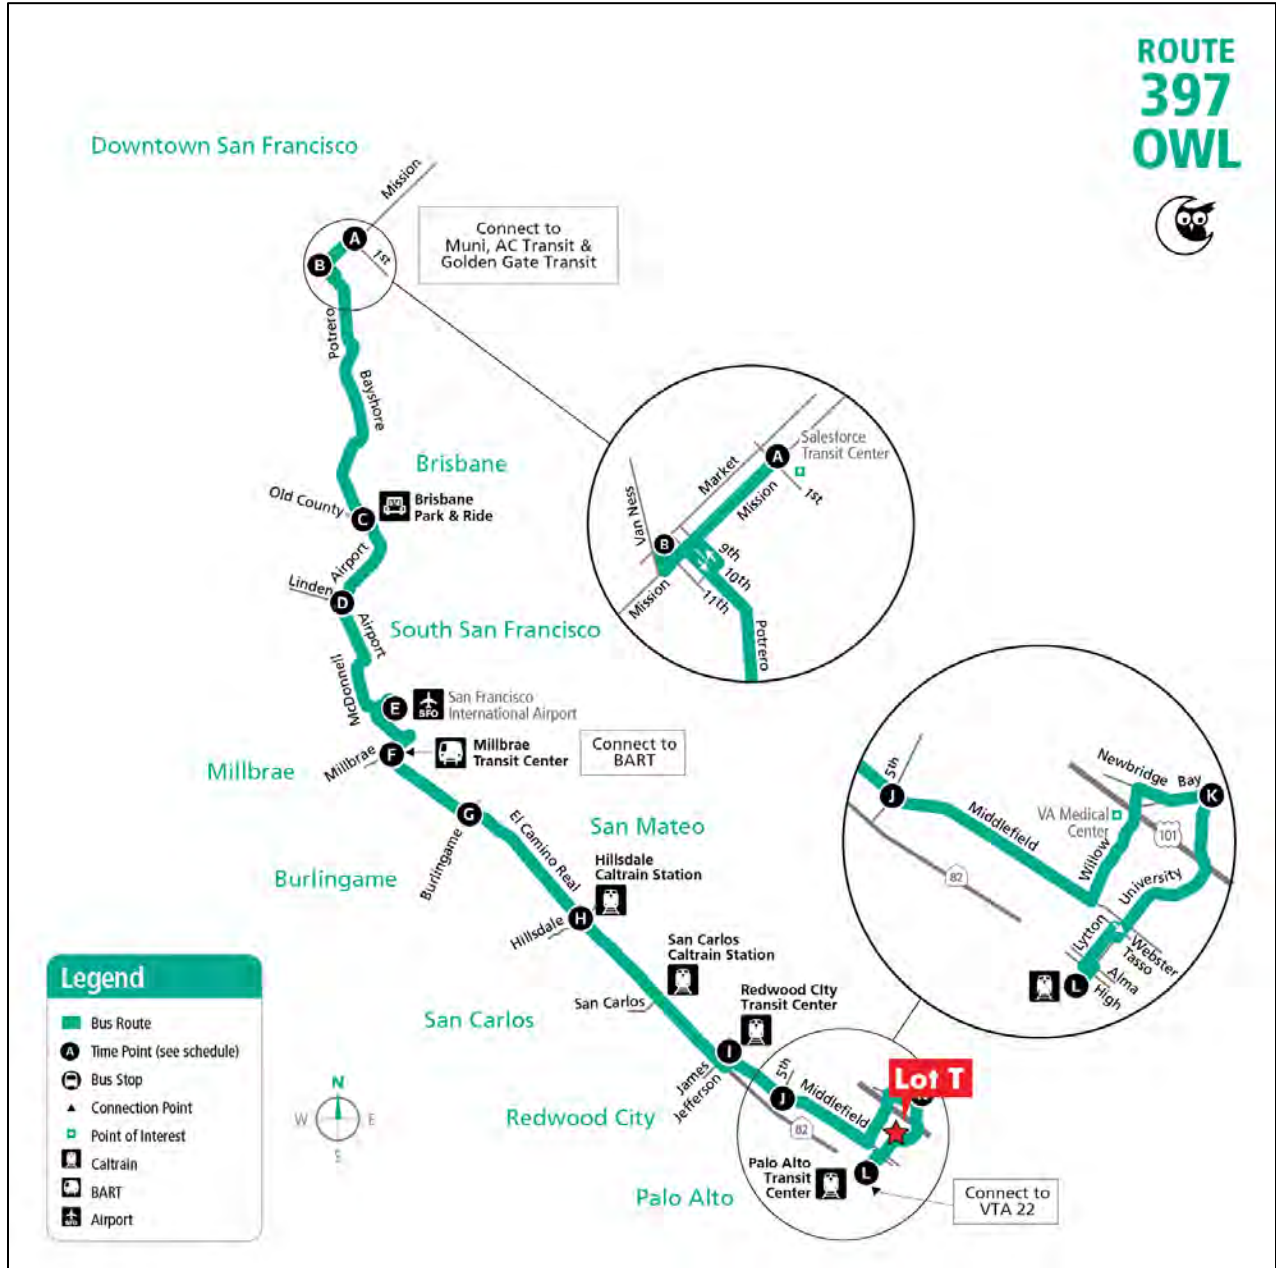 ROUTE
397
OWL
Downtown San Francisco
Mission
A
1st
B
Connect to
Muni, AC Transit &
Golden Gate Transit
Potrero
Bayshore
Brisbane
Old County
C
Brisbane
Park & Ride
Airport
Linden
D
Airport
South San Francisco
McDonnell
E
SFO
San Francisco
International Airport
Millbrae
Millbrae
F
Millbrae
Transit Center
Connect to
BART
G
Burlingame
Burlingame
El Camino Real
San Mateo
Hillsdale
Caltrain Station
H
Hillsdale
San Carlos
Caltrain Station
San Carlos
San Carlos
Redwood City
Transit Center
I
James
Jefferson
Redwood City
5th
J
Middlefield
82
Lot T
Palo Alto
Transit
Center
L
Palo Alto
Connect to
VTA 22
Salesforce
Transit Center
A
Market
Mission
1st
Van Ness
B
9th
10th
11th
Mission
Potrero
5th
J
Middlefield
82
Newbridge
Bay
K
VA Medical
Center
101
Willow
University
Lytton
Webster
Tasso
Alma
High
L
Legend
Bus Route
A
Time Point (see schedule)
Bus Stop
Connection Point
Point of Interest
Caltrain
BART
SFO
Airport
N
W
E
S